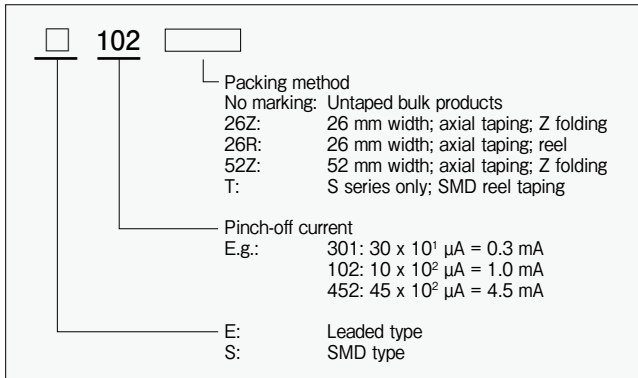 102
Packing method
No marking: Untaped bulk products
26Z: 26 mm width; axial taping; Z folding
26R: 26 mm width; axial taping; reel
52Z: 52 mm width; axial taping; Z folding
T: S series only; SMD reel taping
Pinch-off current
E.g.: 301: 30 x 10¹ µA = 0.3 mA
102: 10 x 10² µA = 1.0 mA
452: 45 x 10² µA = 4.5 mA
E: Leaded type
S: SMD type